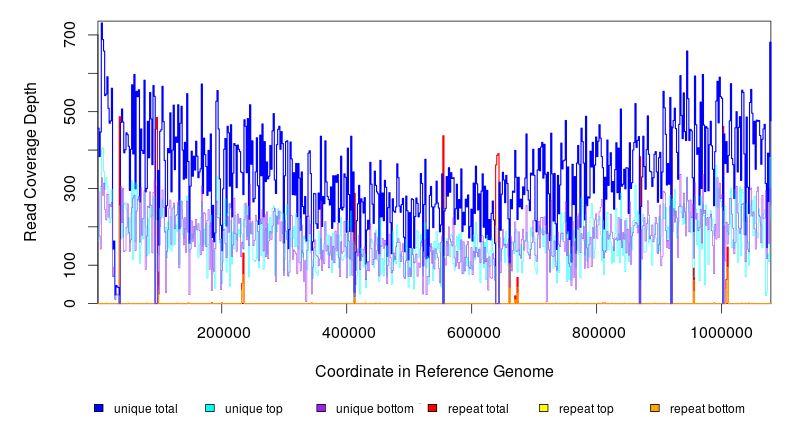 700
500
300
100
0
Read Coverage Depth
200000 400000 600000 800000 1000000
Coordinate in Reference Genome
unique total unique top unique bottom repeat total repeat top repeat bottom